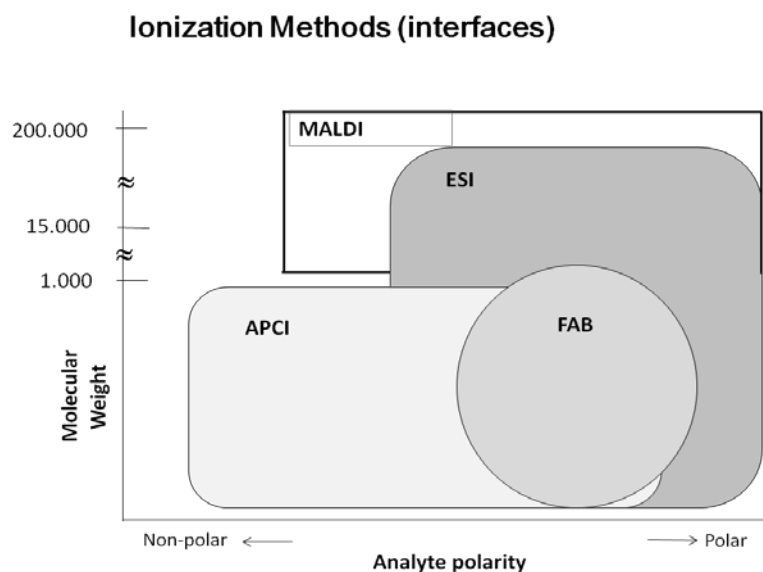 Ionization Methods (interfaces)
200.000
MALDI
ESI
≈
15.000
≈
1.000
APCI
FAB
Molecular
Weight
Non-polar
Polar
Analyte polarity